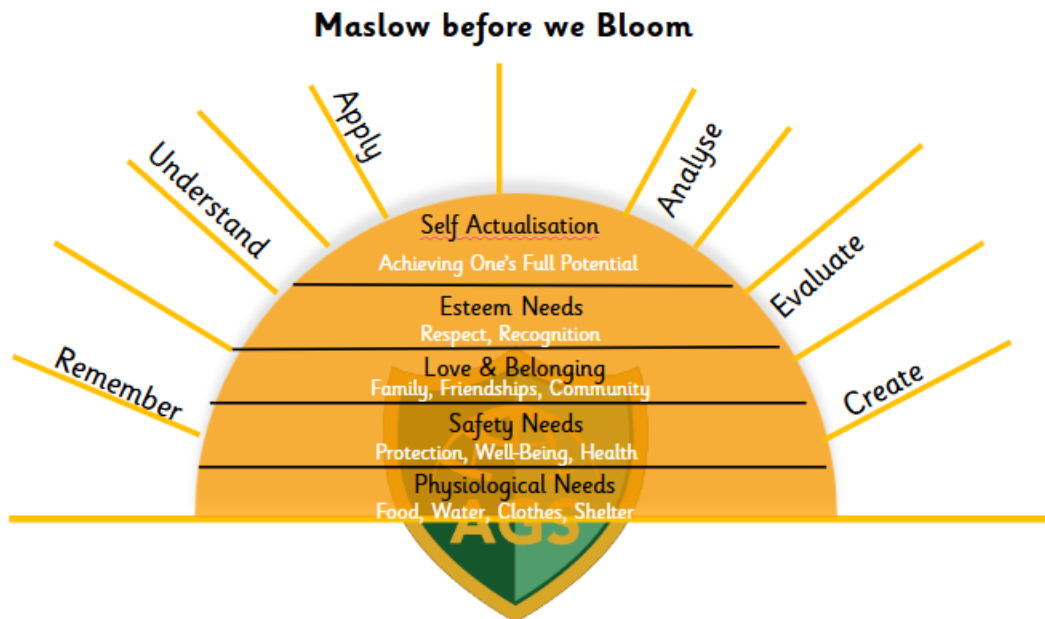 Maslow before we Bloom
Remember
Understand
Apply
Analyse
Evaluate
Create
Self Actualisation
Achieving One's Full Potential
Esteem Needs
Respect, Recognition
Love & Belonging
Family, Friendships, Community
Safety Needs
Protection, Well-Being, Health
Physiological Needs
Food, Water, Clothes, Shelter
AGS